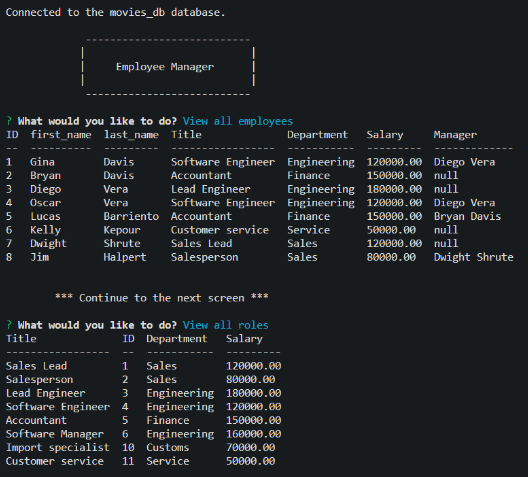 Connected to the movies_db database.
Employee Manager
? What would you like to do? View all employees
ID first_name last_name Title Department Salary Manager
-- ---------- --------- ----------------- ----------- --------- -------------
1 Gina Davis Software Engineer Engineering 120000.00 Diego Vera
2 Bryan Davis Accountant Finance 150000.00 null
3 Diego Vera Lead Engineer Engineering 180000.00 null
4 Oscar Vera Software Engineer Engineering 120000.00 Diego Vera
5 Lucas Barriento Accountant Finance 150000.00 Bryan Davis
6 Kelly Kepour Customer service Service 50000.00 null
7 Dwight Shrute Sales Lead Sales 120000.00 null
8 Jim Halpert Salesperson Sales 80000.00 Dwight Shrute
*** Continue to the next screen ***
? What would you like to do? View all roles
Title ID Department Salary
----------------- -- ----------- ---------
Sales Lead 1 Sales 120000.00
Salesperson 2 Sales 80000.00
Lead Engineer 3 Engineering 180000.00
Software Engineer 4 Engineering 120000.00
Accountant 5 Finance 150000.00
Software Manager 6 Engineering 160000.00
Import specialist 10 Customs 70000.00
Customer service 11 Service 50000.00